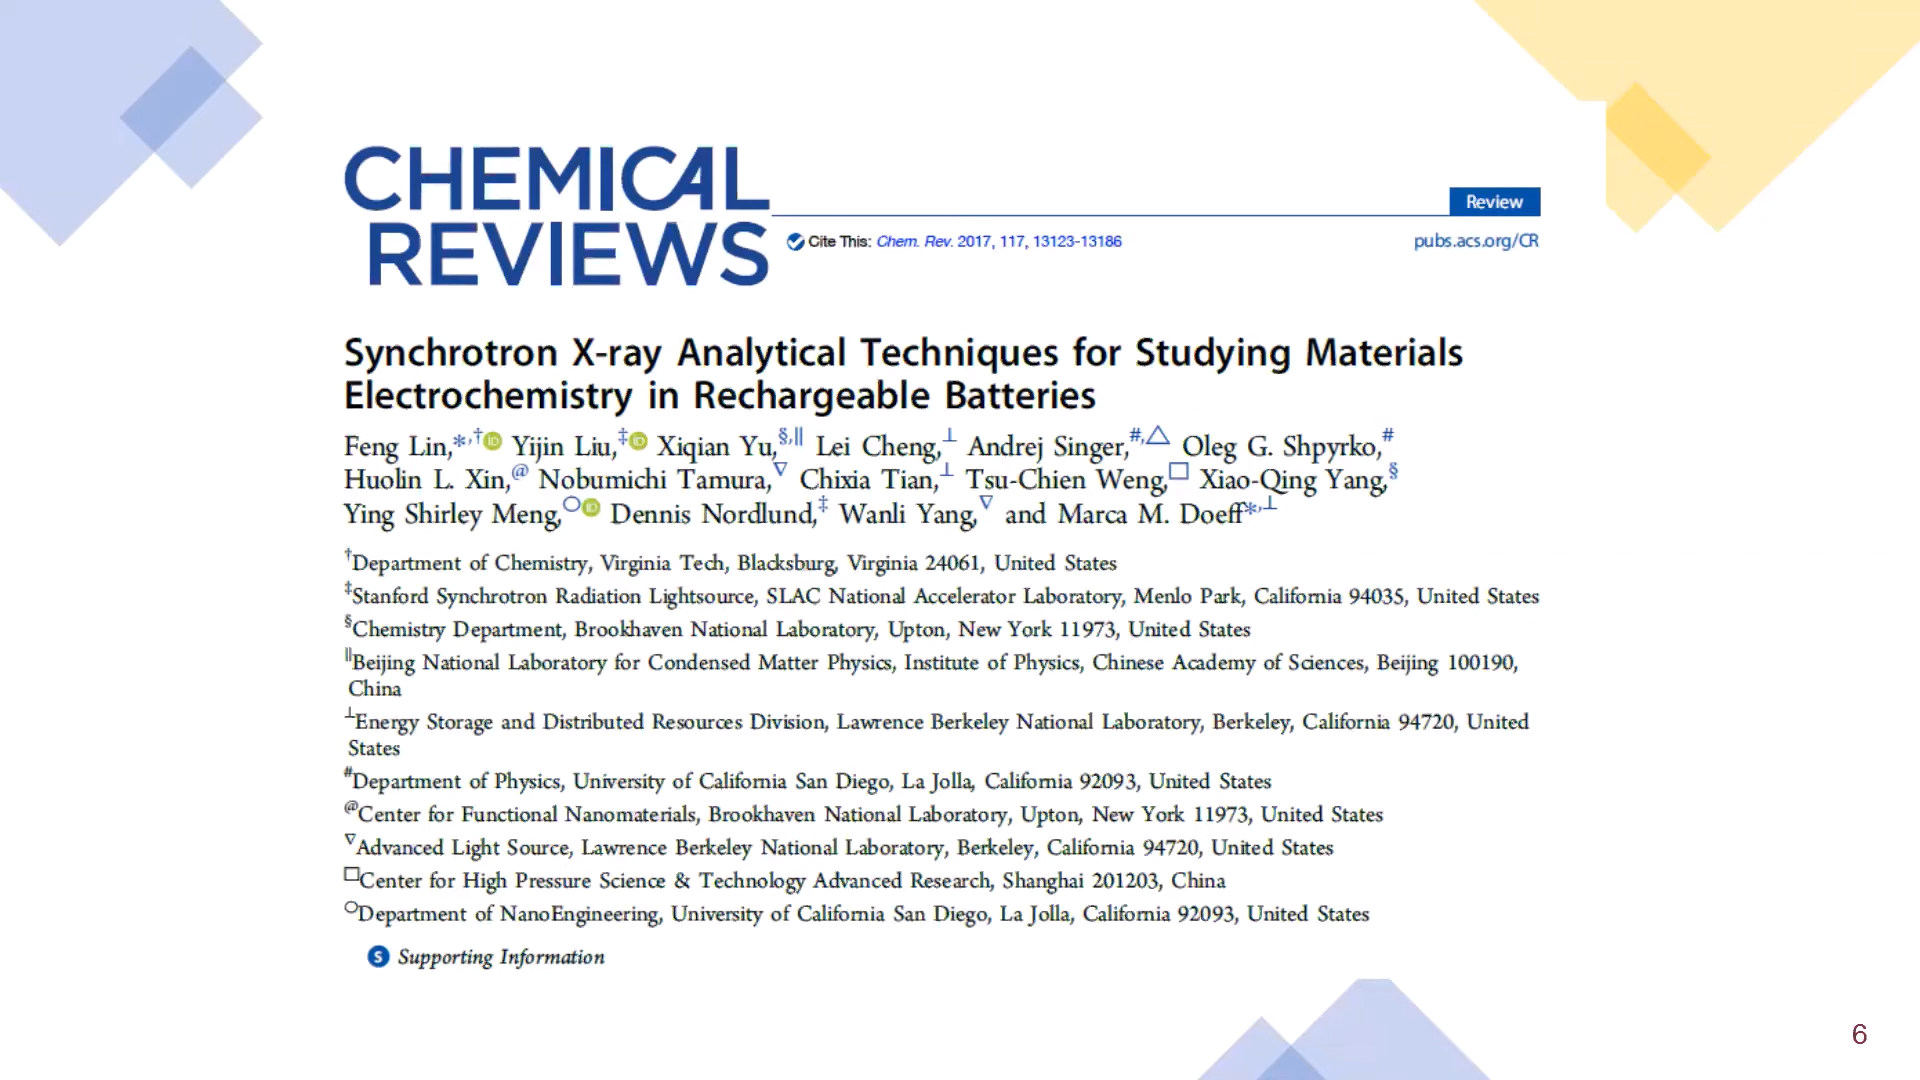 CHEMICAL
REVIEWS
Review
Cite This: Chem. Rev. 2017, 117, 13123-13186
pubs.acs.org/CR
Synchrotron X-ray Analytical Techniques for Studying Materials
Electrochemistry in Rechargeable Batteries
Feng Lin,*,† Yijin Liu,‡ Xiqian Yu,§,∥ Lei Cheng,⊥ Andrej Singer,#,△ Oleg G. Shpyrko,#
Huolin L. Xin,@ Nobumichi Tamura,▽ Chixia Tian,⊥ Tsu-Chien Weng,□ Xiao-Qing Yang,§
Ying Shirley Meng,○ Dennis Nordlund,‡ Wanli Yang,▽ and Marca M. Doeff*,⊥
†Department of Chemistry, Virginia Tech, Blacksburg, Virginia 24061, United States
‡Stanford Synchrotron Radiation Lightsource, SLAC National Accelerator Laboratory, Menlo Park, California 94035, United States
§Chemistry Department, Brookhaven National Laboratory, Upton, New York 11973, United States
∥Beijing National Laboratory for Condensed Matter Physics, Institute of Physics, Chinese Academy of Sciences, Beijing 100190,
China
⊥Energy Storage and Distributed Resources Division, Lawrence Berkeley National Laboratory, Berkeley, California 94720, United
States
#Department of Physics, University of California San Diego, La Jolla, California 92093, United States
@Center for Functional Nanomaterials, Brookhaven National Laboratory, Upton, New York 11973, United States
▽Advanced Light Source, Lawrence Berkeley National Laboratory, Berkeley, California 94720, United States
□Center for High Pressure Science & Technology Advanced Research, Shanghai 201203, China
○Department of NanoEngineering, University of California San Diego, La Jolla, California 92093, United States
S Supporting Information
6